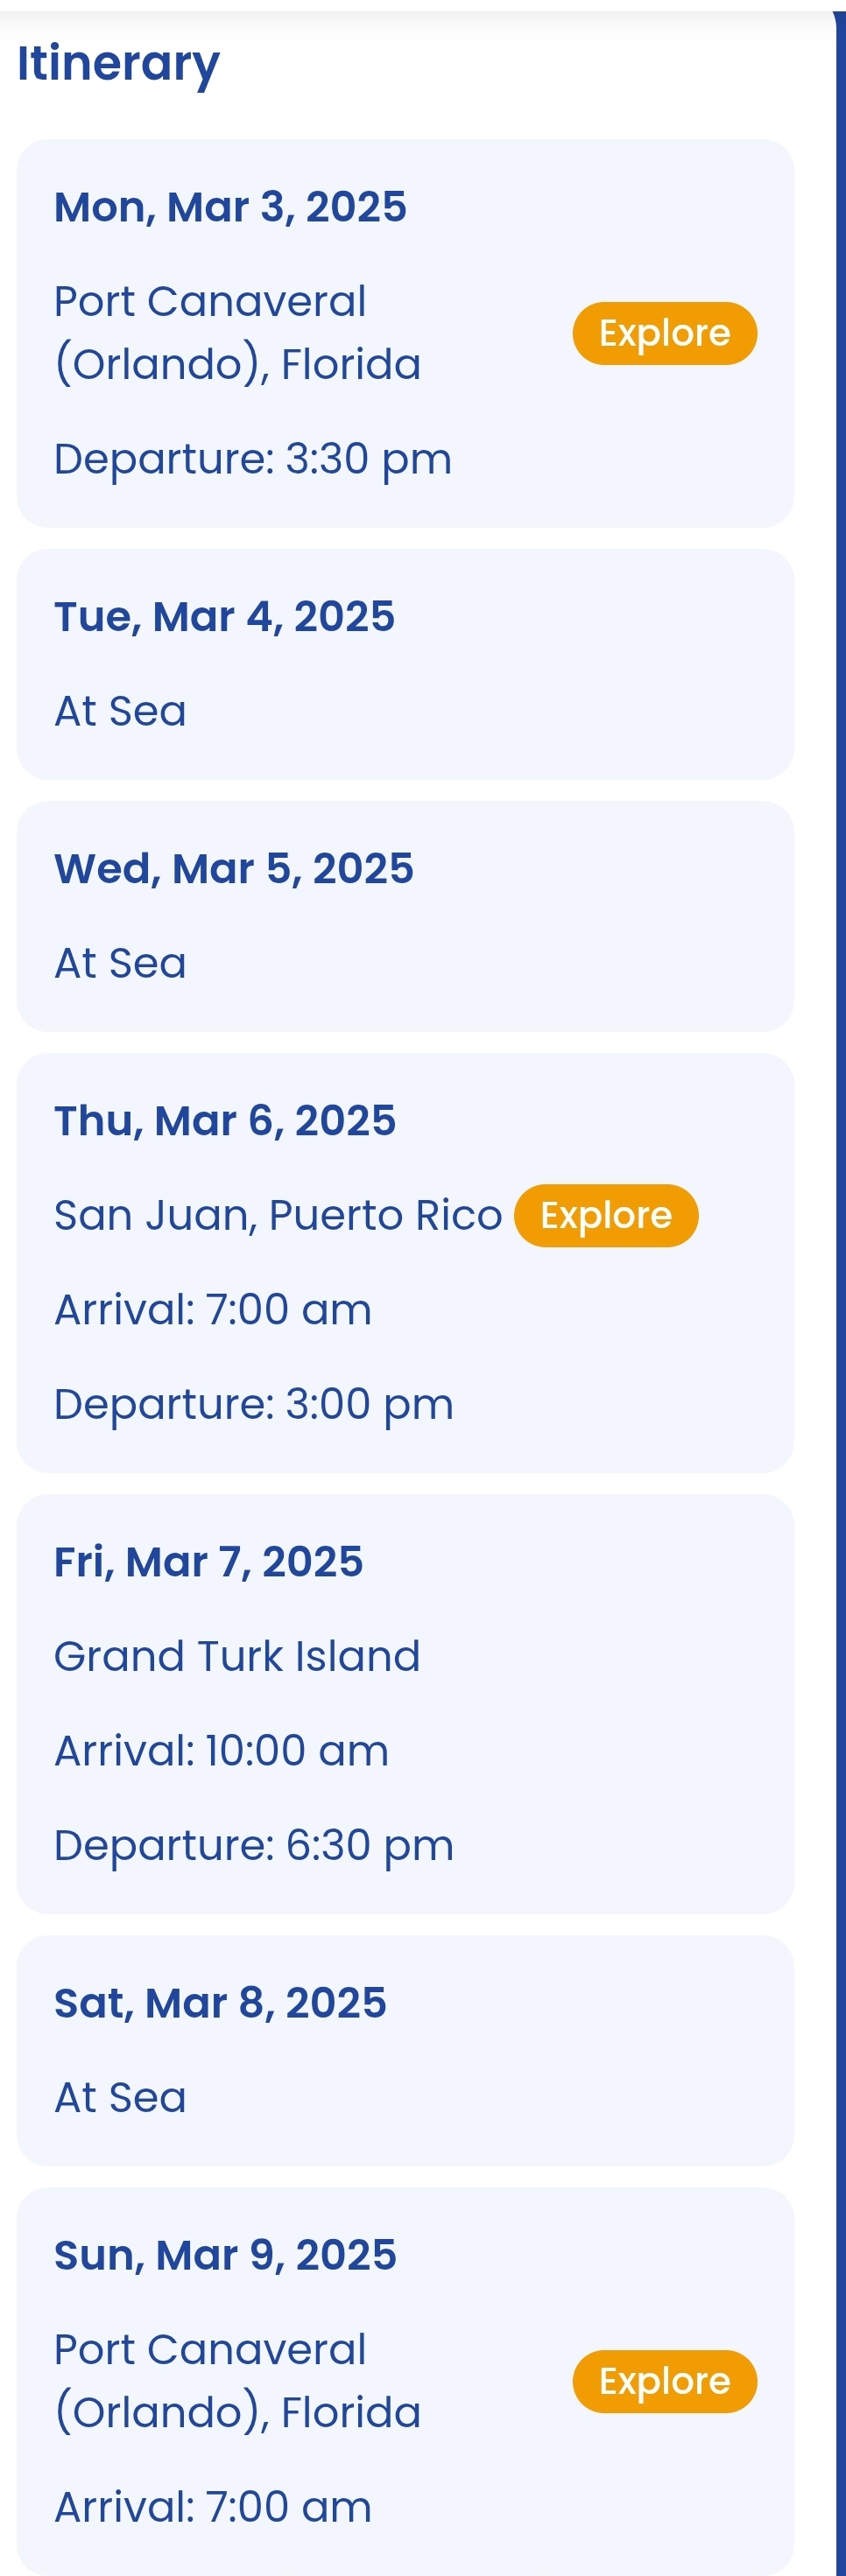 Itinerary
Mon, Mar 3, 2025
Port Canaveral
(Orlando), Florida
Explore
Departure: 3:30 pm
Tue, Mar 4, 2025
At Sea
Wed, Mar 5, 2025
At Sea
Thu, Mar 6, 2025
San Juan, Puerto Rico Explore
Arrival: 7:00 am
Departure: 3:00 pm
Fri, Mar 7, 2025
Grand Turk Island
Arrival: 10:00 am
Departure: 6:30 pm
Sat, Mar 8, 2025
At Sea
Sun, Mar 9, 2025
Port Canaveral
(Orlando), Florida
Explore
Arrival: 7:00 am